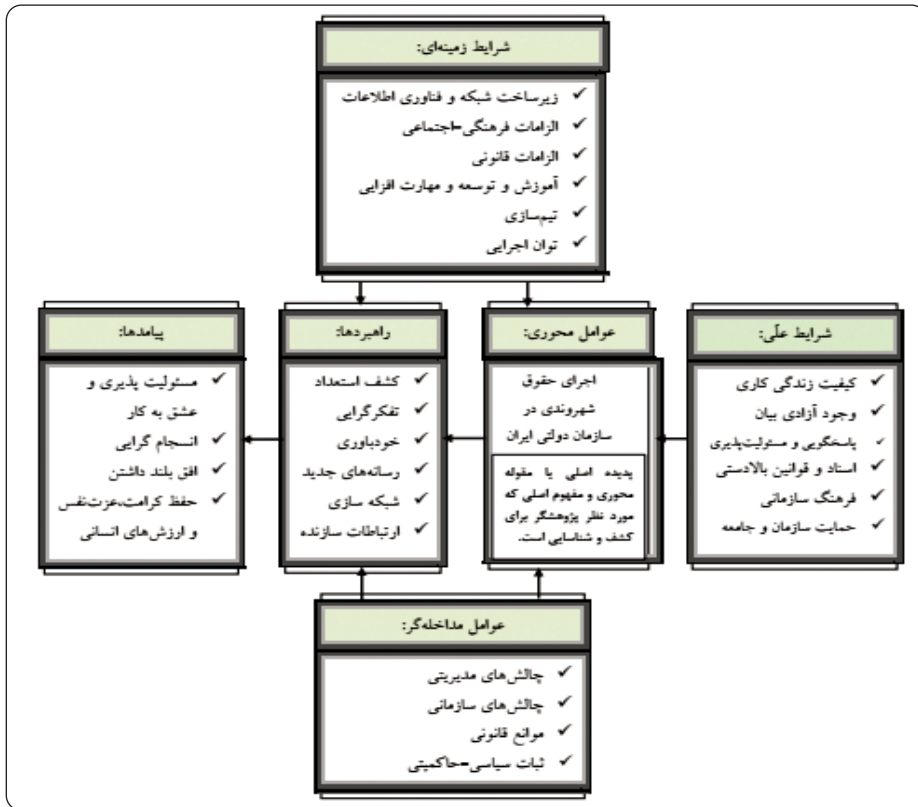 شرایط زمینه‌ای:
زیرساخت شبکه و فناوری اطلاعات
الزامات فرهنگی-اجتماعی
الزامات قانونی
آموزش و توسعه و مهارت افزایی
تیم‌سازی
توان اجرایی
شرایط علّی:
کیفیت زندگی کاری
وجود آزادی بیان
پاسخگویی و مسئولیت‌پذیری
اسناد و قوانین بالادستی
فرهنگ سازمانی
حمایت سازمان و جامعه
عوامل محوری:
اجرای حقوق
شهروندی در
سازمان دولتی ایران
پدیده اصلی یا مقوله
محوری و مفهوم اصلی که
مورد نظر پژوهشگر برای
کشف و شناسایی است.
راهبردها:
کشف استعداد
تفکرگرایی
خودباوری
رسانه‌های جدید
شبکه سازی
ارتباطات سازنده
پیامدها:
مسئولیت پذیری و
عشق به کار
انسجام گرایی
افق بلند داشتن
حفظ کرامت،عزت‌نفس
و ارزش‌های انسانی
عوامل مداخله‌گر:
چالش‌های مدیریتی
چالش‌های سازمانی
موانع قانونی
ثبات سیاسی-حاکمیتی